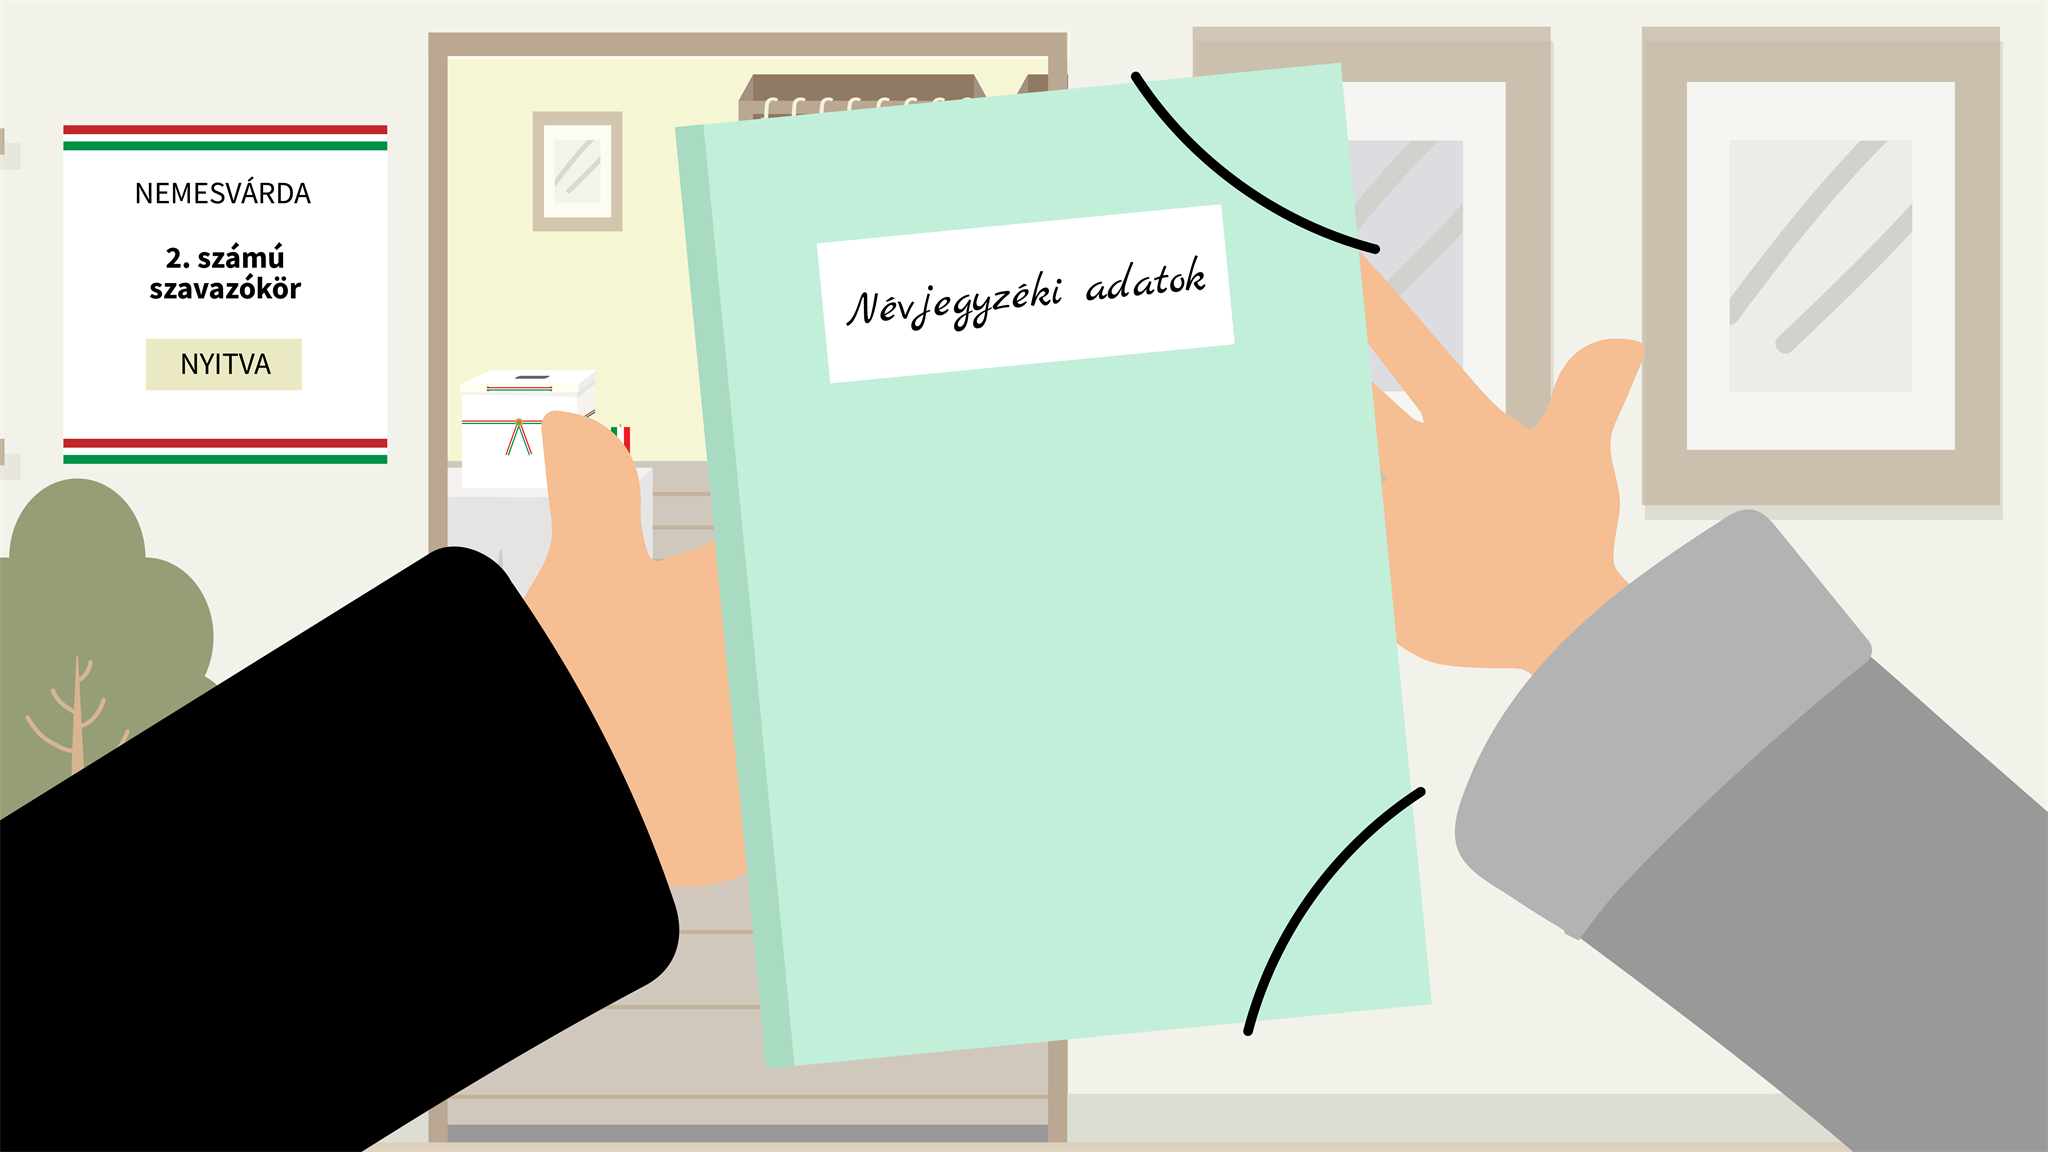 NEMESVÁRDA
2. számú
szavazókör
NYITVA
Névjegyzéki adatok